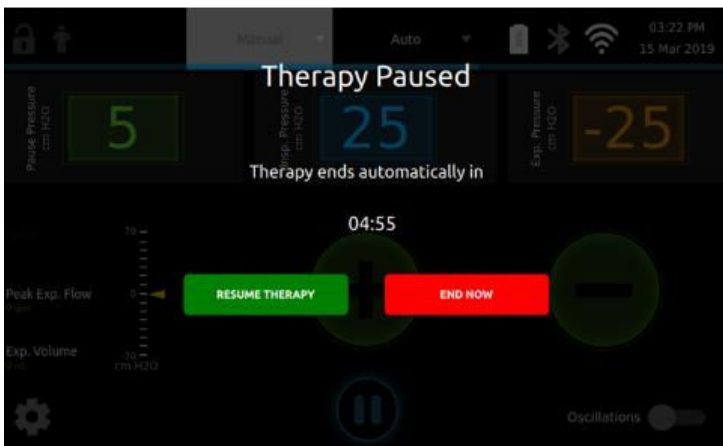 Manual
Auto
03:22 PM
15 Mar 2019
Therapy Paused
Pause Pressure
cm H2O
5
Insp. Pressure
cm H2O
25
Exp. Pressure
cm H2O
-25
Therapy ends automatically in
04:55
70
Peak Exp. Flow
5
RESUME THERAPY
END NOW
Exp. Volume
-70
cm H2O
Oscillations